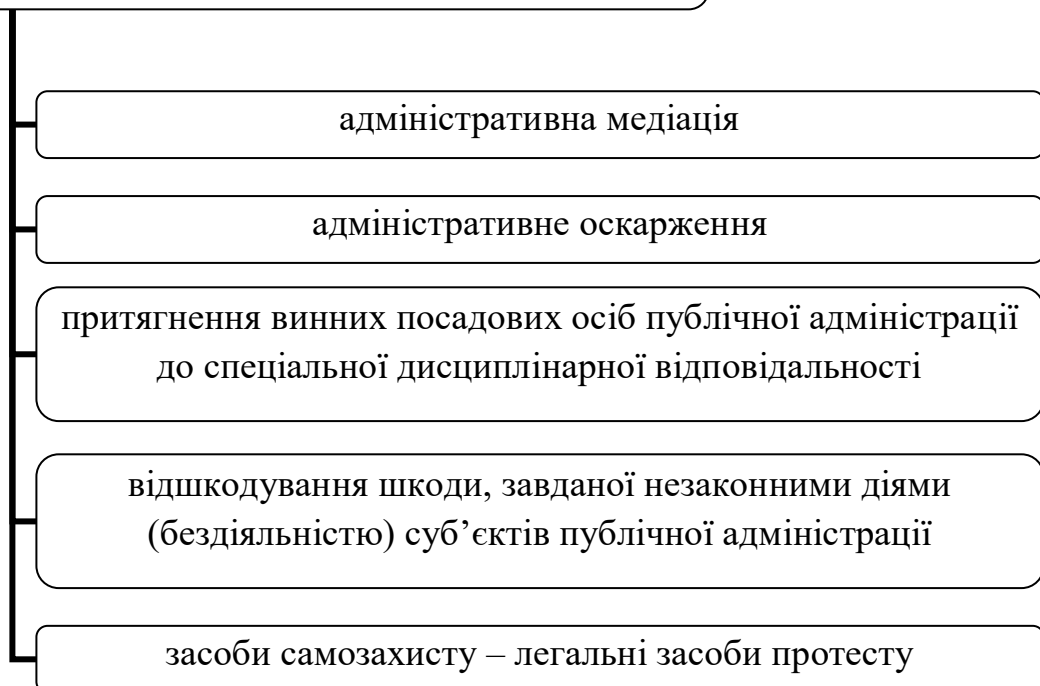 адміністративна медіація
адміністративне оскарження
притягнення винних посадових осіб публічної адміністрації
до спеціальної дисциплінарної відповідальності
відшкодування шкоди, завданої незаконними діями
(бездіяльністю) суб’єктів публічної адміністрації
засоби самозахисту – легальні засоби протесту